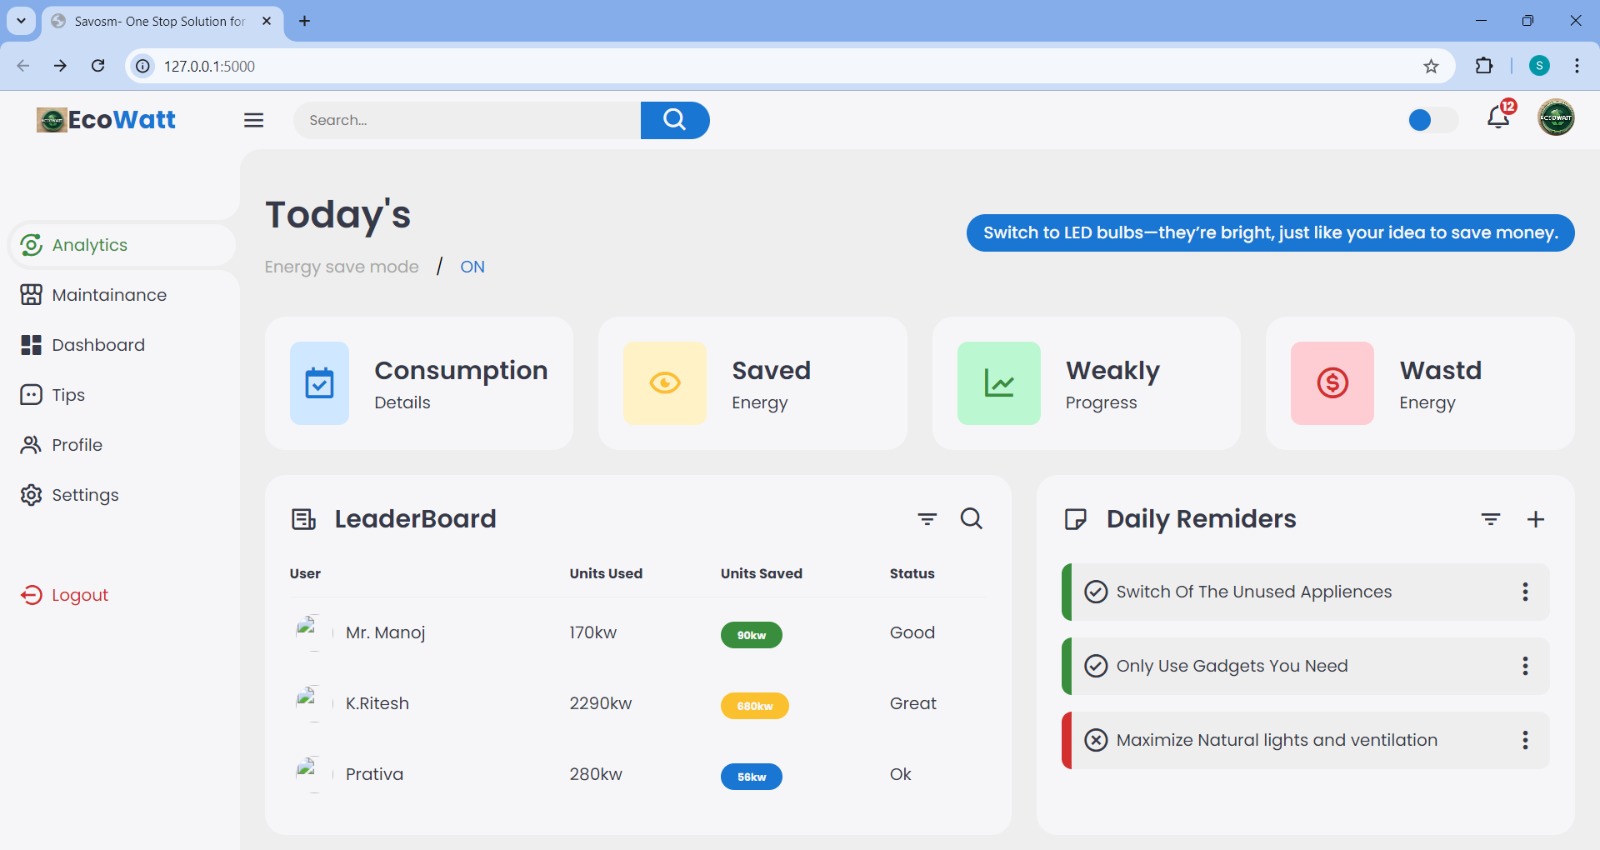 Savosm- One Stop Solution for
127.0.0.1:5000
EcoWatt
Search...
12
S
ECOWATT
Analytics
Maintainance
Dashboard
Tips
Profile
Settings
Logout
Today's
Energy save mode / ON
Switch to LED bulbs—they're bright, just like your idea to save money.
Consumption
Details
Saved
Energy
Weakly
Progress
Wastd
Energy
LeaderBoard
User Units Used Units Saved Status
Mr. Manoj 170kw 90kw Good
K.Ritesh 2290kw 680kw Great
Prativa 280kw 56kw Ok
Daily Remiders
Switch Of The Unused Appliences
Only Use Gadgets You Need
Maximize Natural lights and ventilation